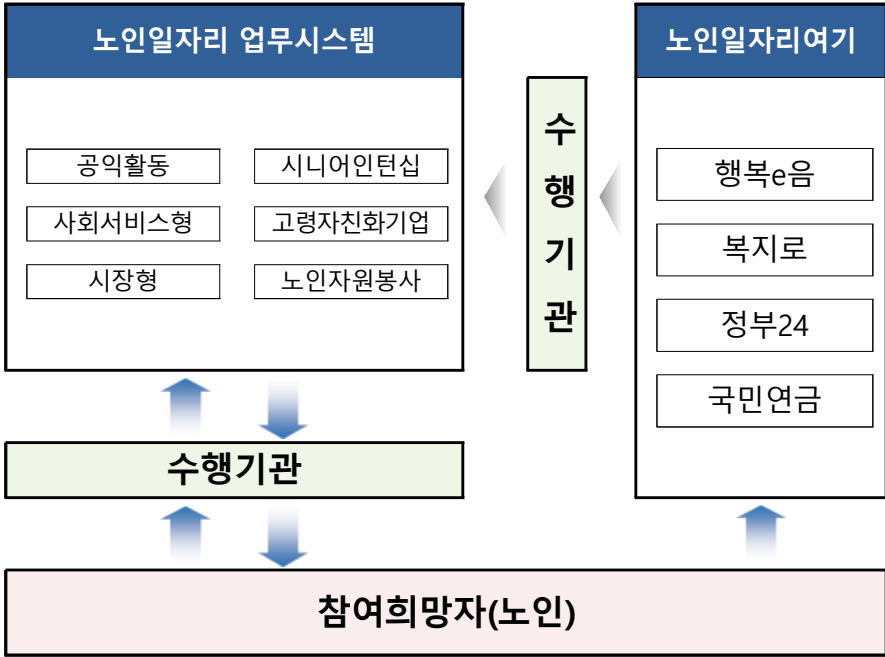 노인일자리 업무시스템
공익활동
시니어인턴십
사회서비스형
고령자친화기업
시장형
노인자원봉사
수행기관
노인일자리여기
행복e음
복지로
정부24
국민연금
수행기관
참여희망자(노인)